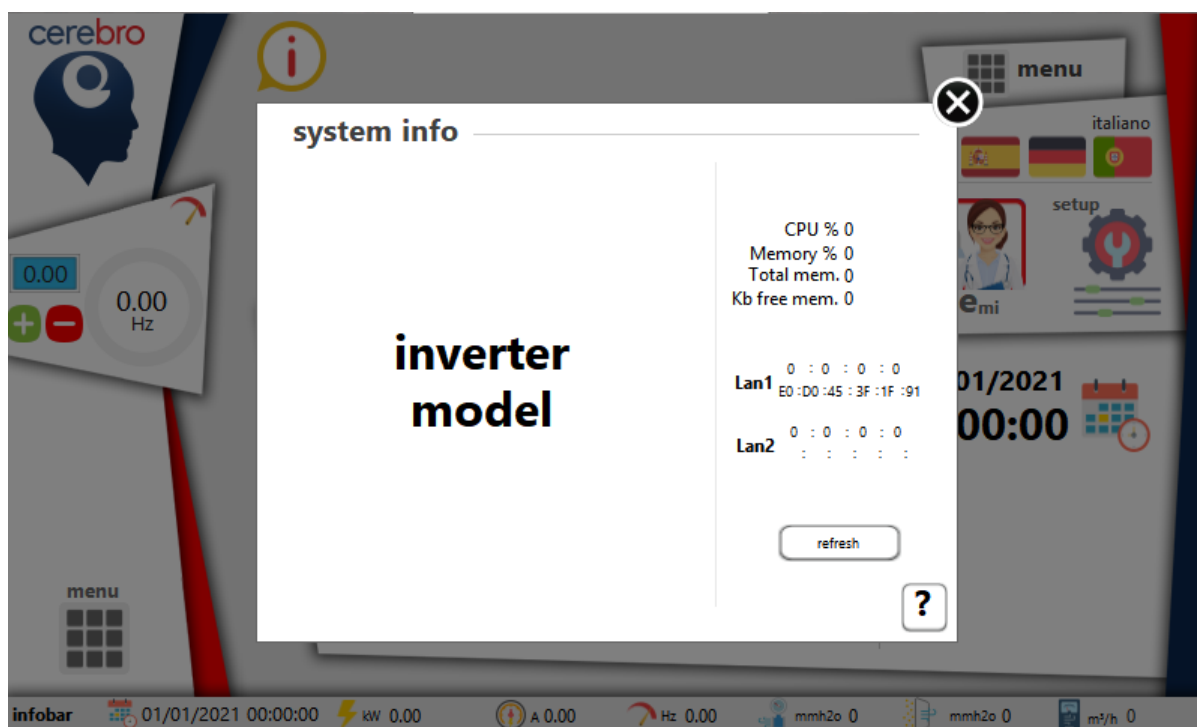 cerebro
i
menu
system info
italiano
setup
CPU % 0
Memory % 0
Total mem. 0
Kb free mem. 0
0.00
0.00
Hz
emi
inverter
model
Lan1 0 : 0 : 0 : 0
E0 :D0 :45 : 3F :1F :91
Lan2 0 : 0 : 0 : 0
: : : : :
01/2021
00:00
refresh
?
menu
infobar 01/01/2021 00:00:00 kW 0.00 A 0.00 Hz 0.00 mmh2o 0 mmh2o 0 m³/h 0